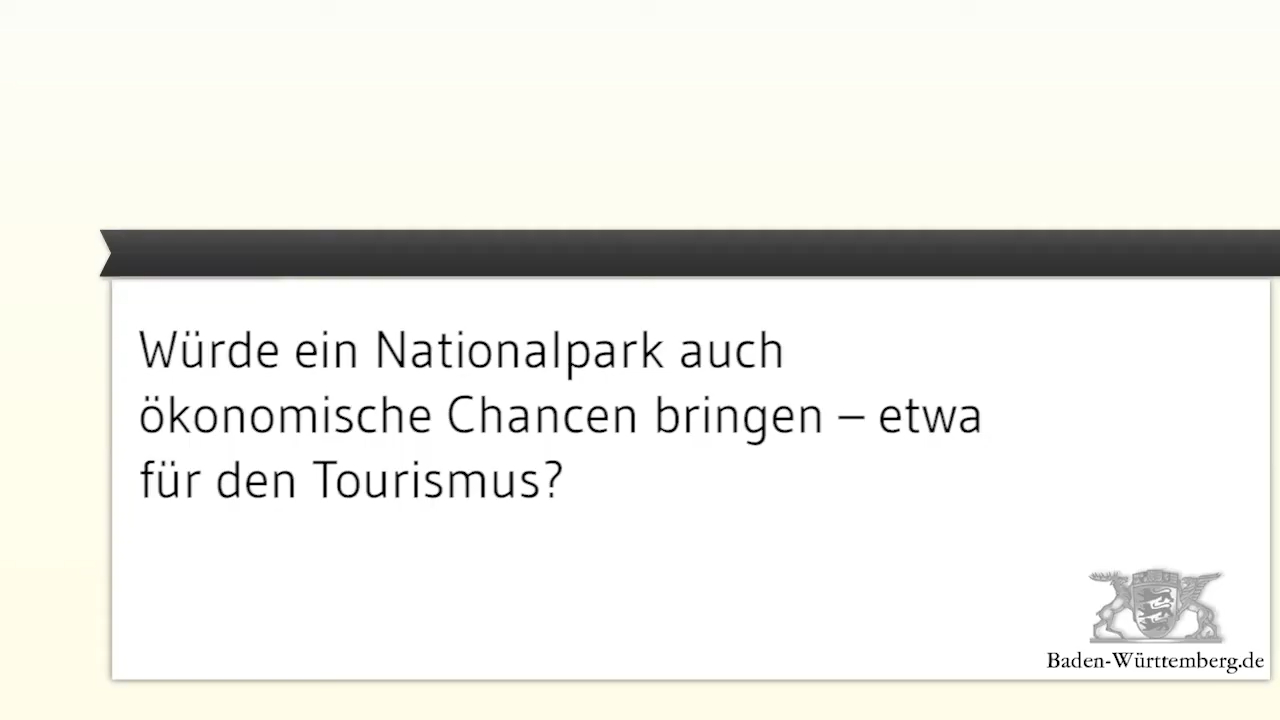 Würde ein Nationalpark auch
ökonomische Chancen bringen – etwa
für den Tourismus?
Baden-Württemberg.de